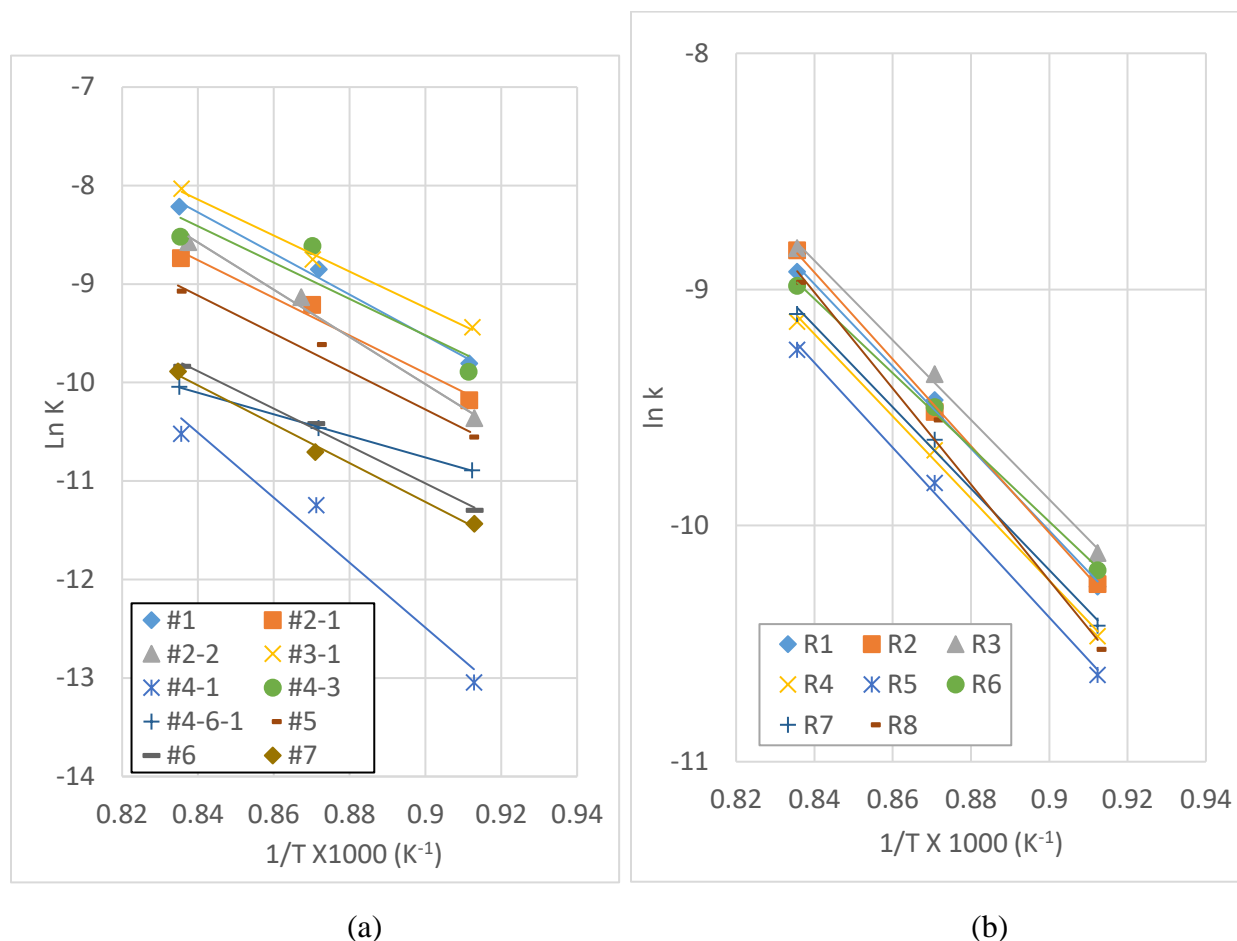 -7
-8
-9
-10
-11
-12
-13
-14
Ln K
0.82 0.84 0.86 0.88 0.9 0.92 0.94
1/T X1000 (K-1)
#1 #2-1
#2-2 #3-1
#4-1 #4-3
#4-6-1 #5
#6 #7
(a)
-8
-9
-10
-11
ln k
0.82 0.84 0.86 0.88 0.9 0.92 0.94
1/T X 1000 (K-1)
R1 R2 R3
R4 R5 R6
R7 R8
(b)